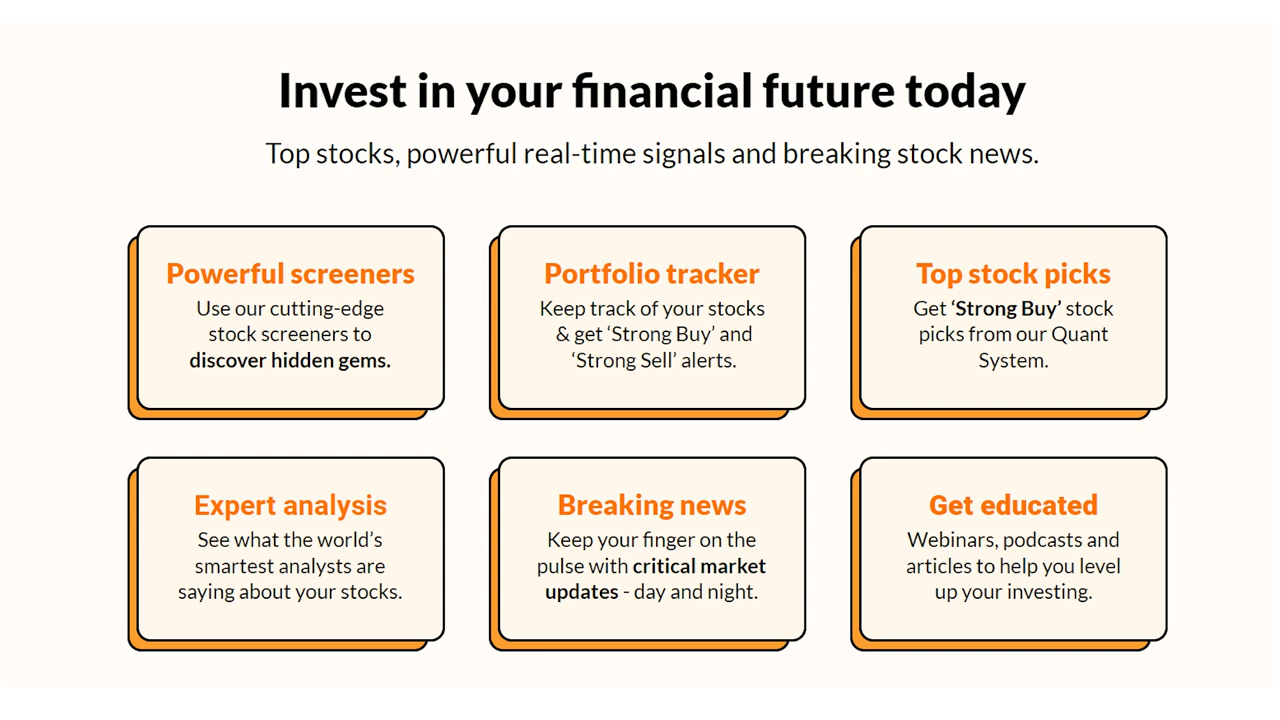 Invest in your financial future today
Top stocks, powerful real-time signals and breaking stock news.
Powerful screeners
Use our cutting-edge
stock screeners to
discover hidden gems.
Portfolio tracker
Keep track of your stocks
& get ‘Strong Buy’ and
‘Strong Sell’ alerts.
Top stock picks
Get ‘Strong Buy’ stock
picks from our Quant
System.
Expert analysis
See what the world’s
smartest analysts are
saying about your stocks.
Breaking news
Keep your finger on the
pulse with critical market
updates - day and night.
Get educated
Webinars, podcasts and
articles to help you level
up your investing.